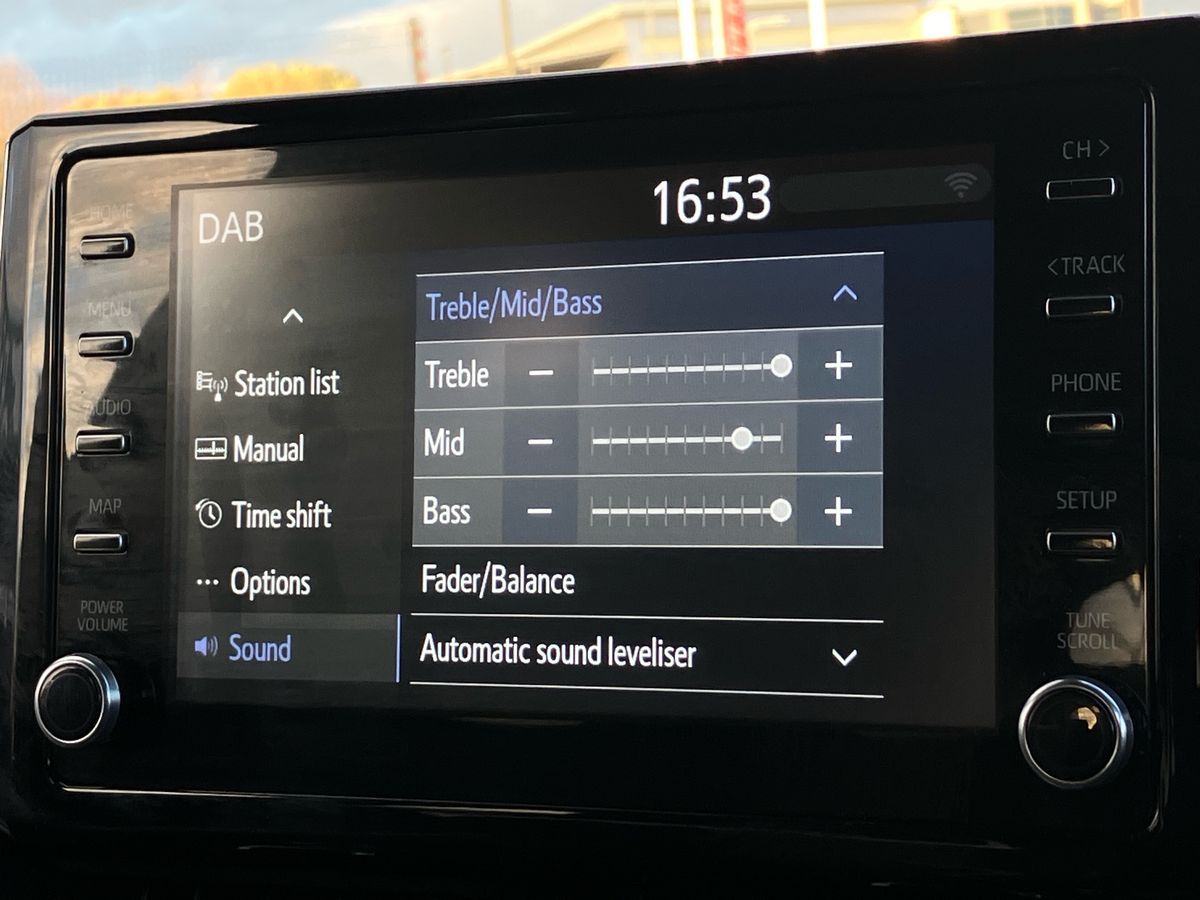 DAB
16:53
Treble/Mid/Bass
Treble
Mid
Bass
Fader/Balance
Automatic sound leveliser
Station list
Manual
Time shift
Options
Sound
HOME
MENU
AUDIO
MAP
POWER
VOLUME
CH >
< TRACK
PHONE
SETUP
TUNE
SCROLL